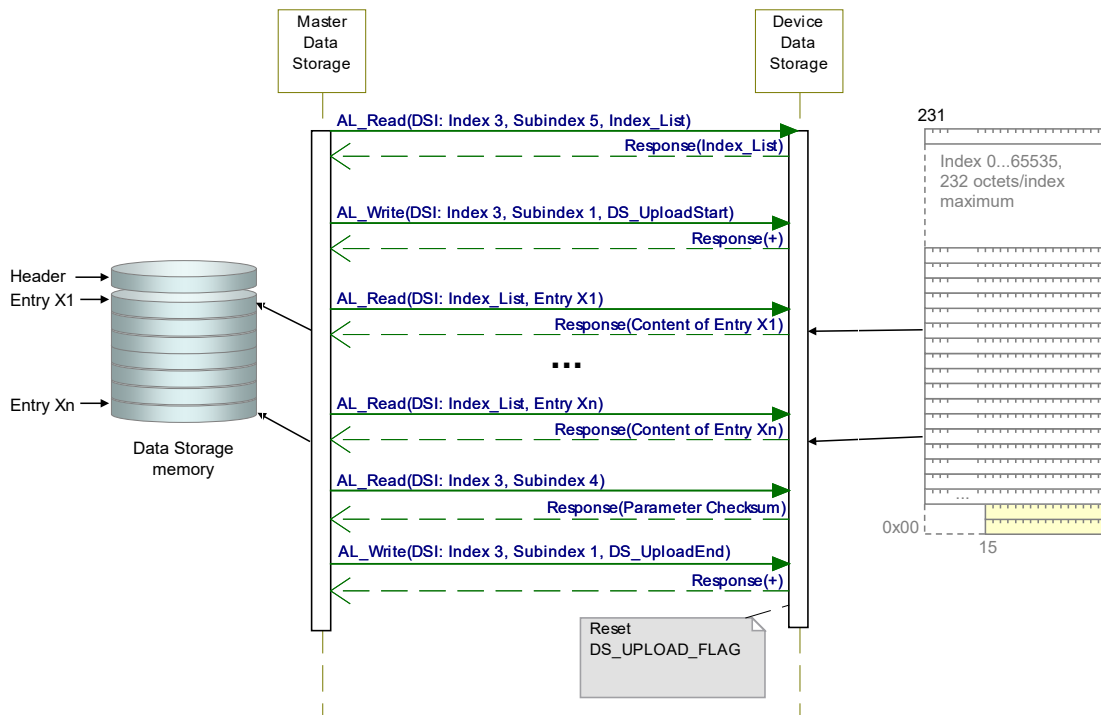 Master
Data
Storage
Device
Data
Storage
231
AL_Read(DSI: Index 3, Subindex 5, Index_List)
Response(Index_List)
Index 0...65535,
232 octets/index
maximum
AL_Write(DSI: Index 3, Subindex 1, DS_UploadStart)
Response(+)
Header
Entry X1
AL_Read(DSI: Index_List, Entry X1)
Response(Content of Entry X1)
...
Entry Xn
AL_Read(DSI: Index_List, Entry Xn)
Response(Content of Entry Xn)
Data Storage
memory
AL_Read(DSI: Index 3, Subindex 4)
Response(Parameter Checksum)
...
0x00
15
AL_Write(DSI: Index 3, Subindex 1, DS_UploadEnd)
Response(+)
Reset
DS_UPLOAD_FLAG